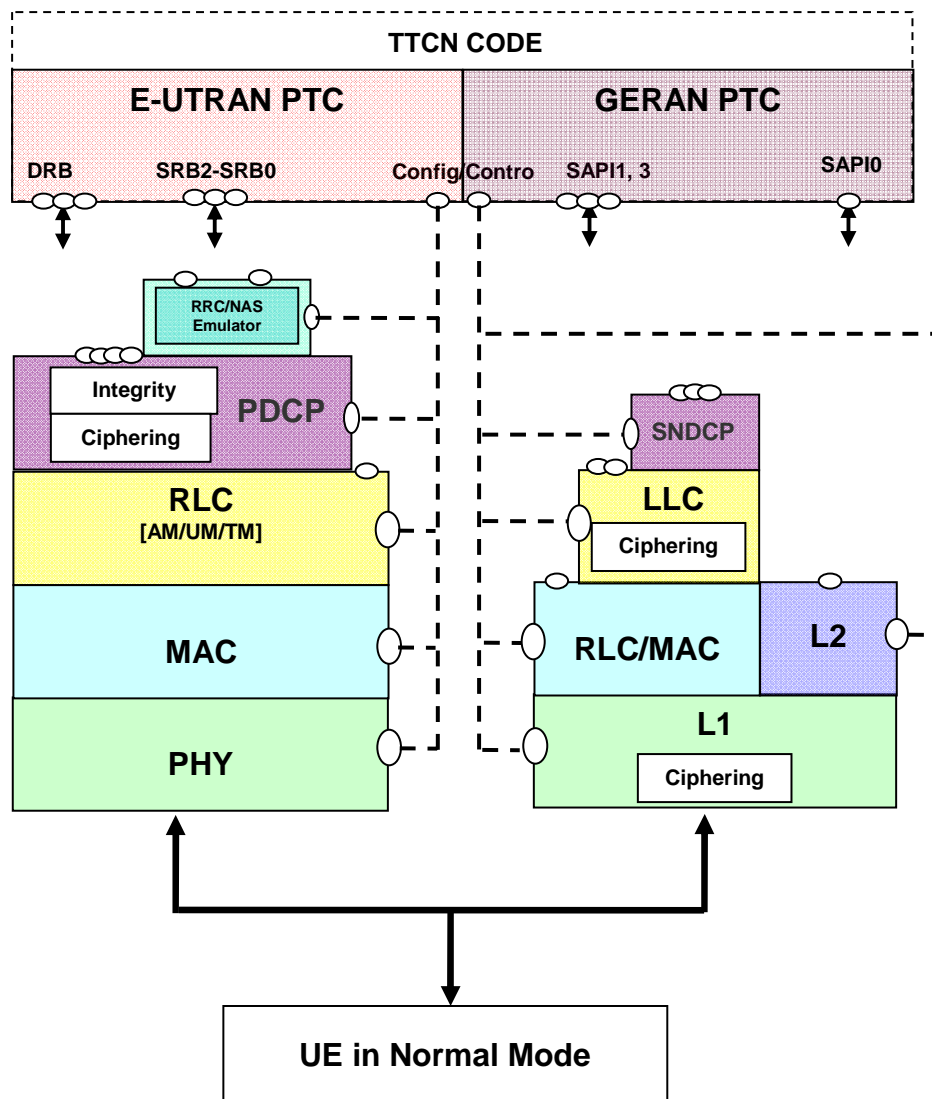 TTCN CODE
E-UTRAN PTC
GERAN PTC
DRB
SRB2-SRB0
Config/Contro
SAPI1, 3
SAPI0
RRC/NAS
Emulator
Integrity
Ciphering
PDCP
SNDCP
RLC
[AM/UM/TM]
LLC
Ciphering
MAC
RLC/MAC
L2
PHY
L1
Ciphering
UE in Normal Mode